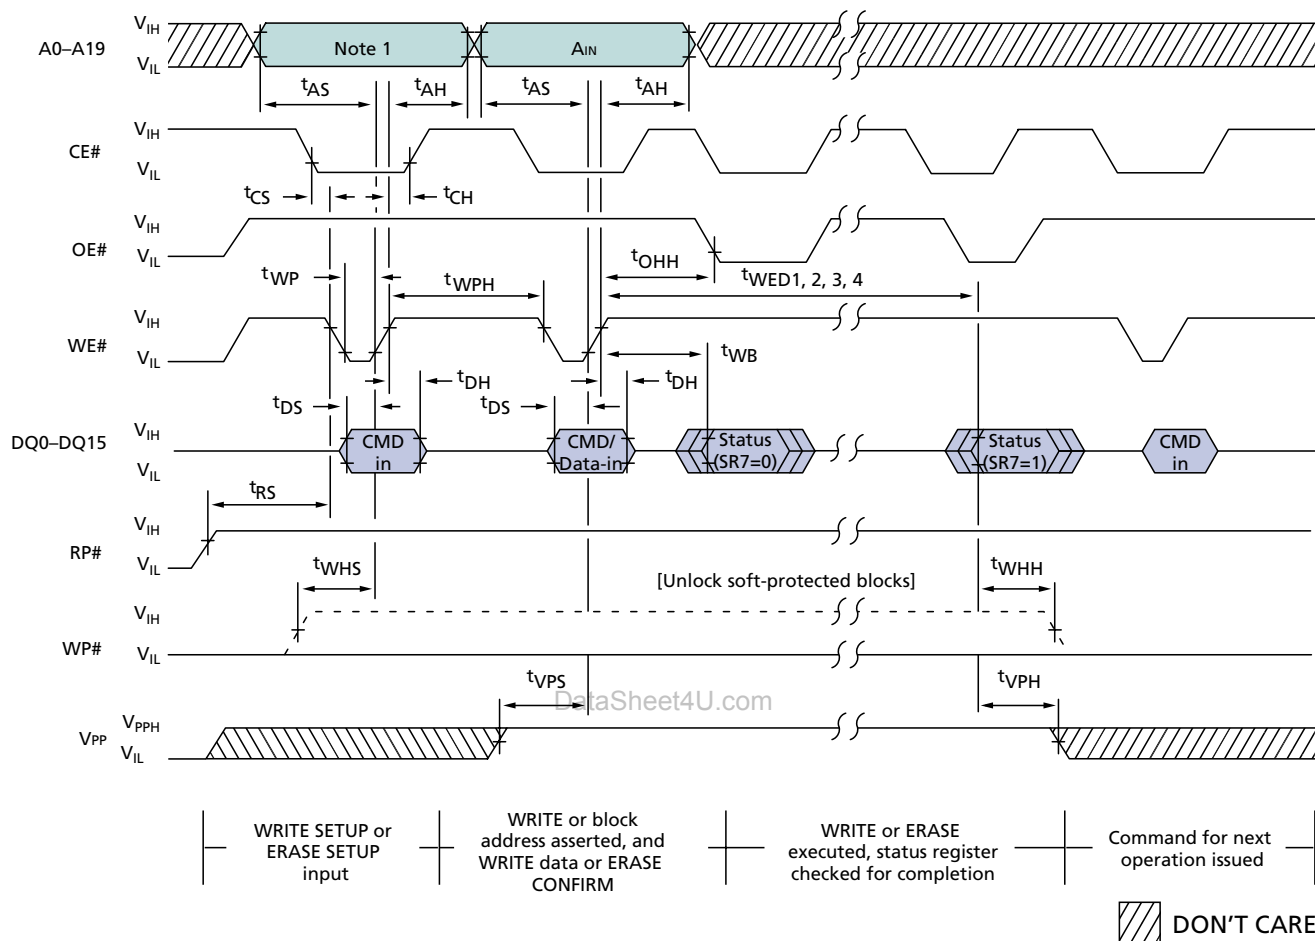 A0–A19
VIH
VIL
Note 1
AIN
tAS
tAH
tAS
tAH
CE#
VIH
VIL
tCS
tCH
OE#
VIH
VIL
tWP
tWPH
tOHH
tWED1, 2, 3, 4
WE#
VIH
VIL
tWB
tDH
tDH
tDS
tDS
DQ0–DQ15
VIH
VIL
CMD
in
CMD/
Data-in
Status
(SR7=0)
Status
(SR7=1)
CMD
in
tRS
RP#
VIH
VIL
tWHS
[Unlock soft-protected blocks]
tWHH
WP#
VIH
VIL
tVPS
DataSheet4U.com
tVPH
VPP
VPPH
VIL
WRITE SETUP or
ERASE SETUP
input
WRITE or block
address asserted, and
WRITE data or ERASE
CONFIRM
WRITE or ERASE
executed, status register
checked for completion
Command for next
operation issued
DON'T CARE